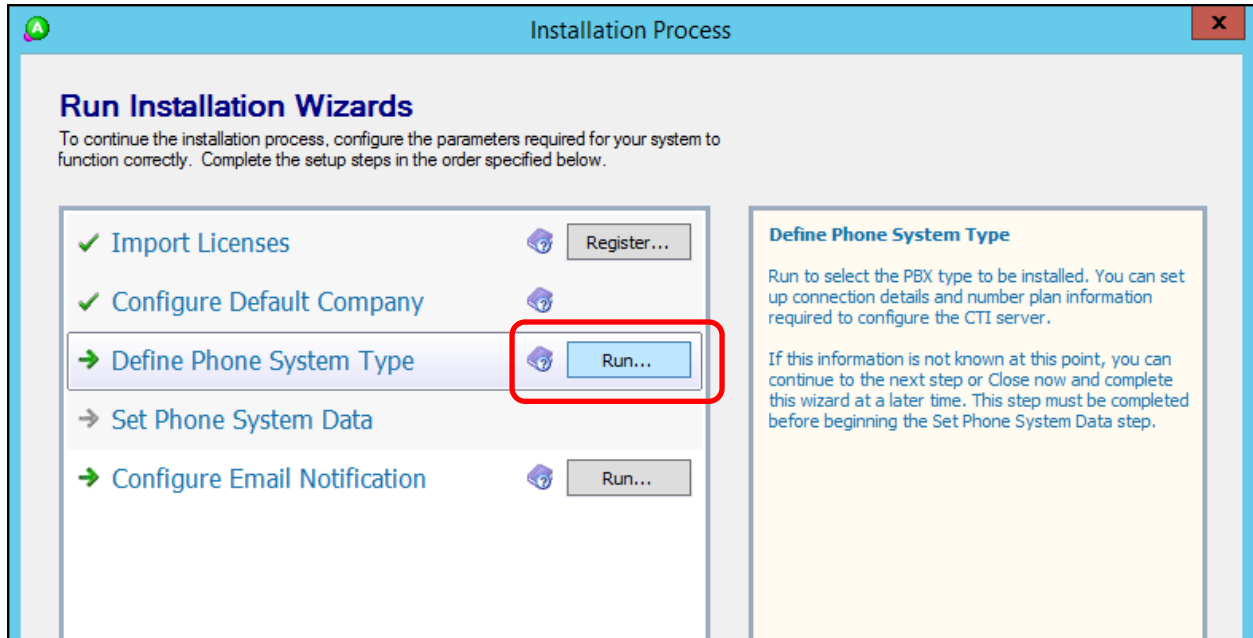 Installation Process
x
Run Installation Wizards
To continue the installation process, configure the parameters required for your system to
function correctly. Complete the setup steps in the order specified below.
Import Licenses
Register...
Configure Default Company
Define Phone System Type
Run...
Set Phone System Data
Configure Email Notification
Run...
Define Phone System Type
Run to select the PBX type to be installed. You can set
up connection details and number plan information
required to configure the CTI server.
If this information is not known at this point, you can
continue to the next step or Close now and complete
this wizard at a later time. This step must be completed
before beginning the Set Phone System Data step.